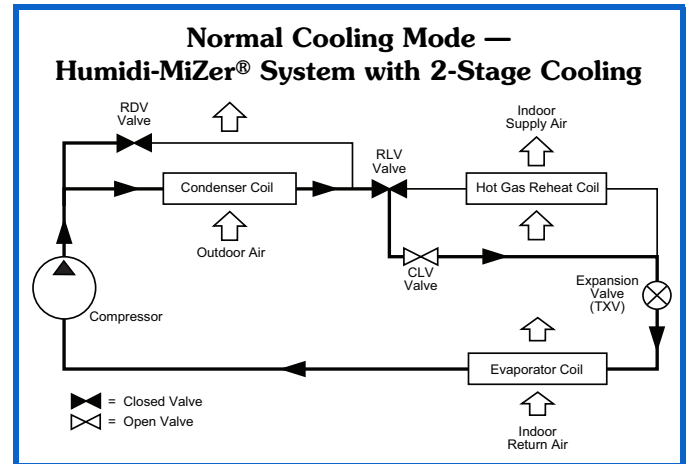 Normal Cooling Mode —
Humidi-MiZer® System with 2-Stage Cooling
RDV
Valve
Indoor
Supply Air
RLV
Valve
Condenser Coil
Hot Gas Reheat Coil
Outdoor Air
CLV
Valve
Expansion
Valve
(TXV)
Compressor
Evaporator Coil
= Closed Valve
= Open Valve
Indoor
Return Air